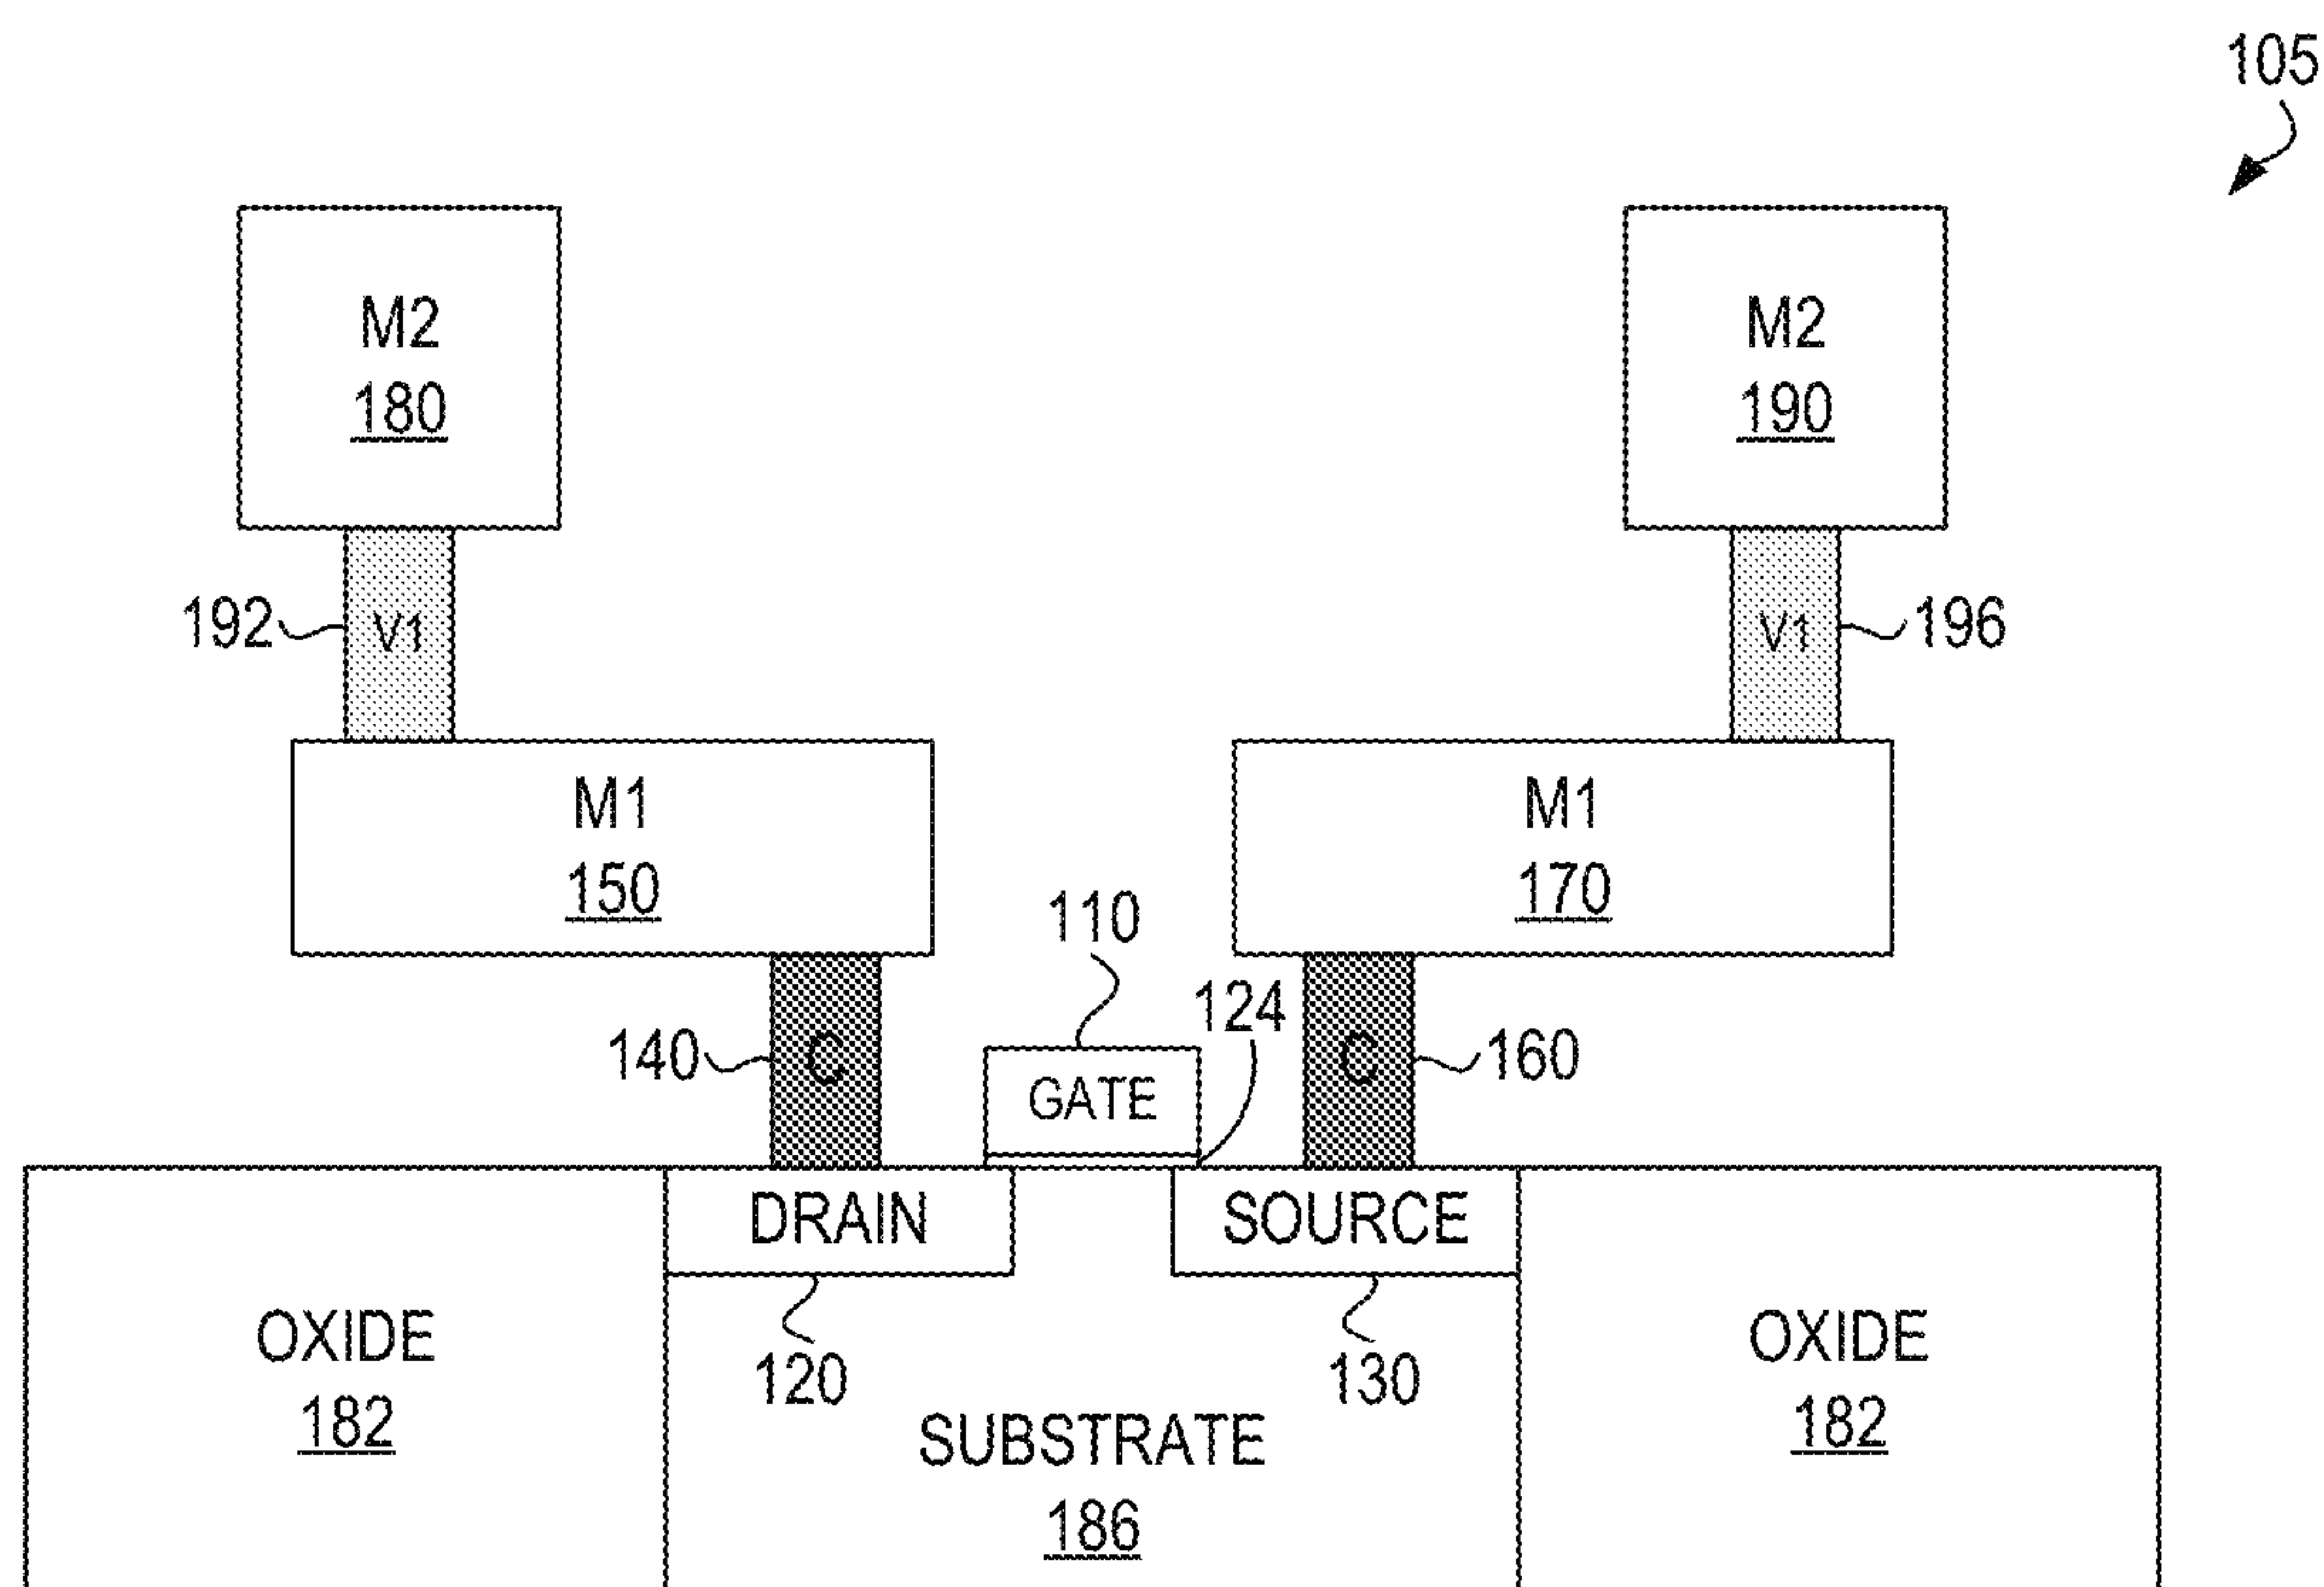 105
M2
180
M2
190
192
V1
V1
196
M1
150
M1
170
110
124
140
C
GATE
C
160
DRAIN
SOURCE
OXIDE
182
120
130
OXIDE
182
SUBSTRATE
186